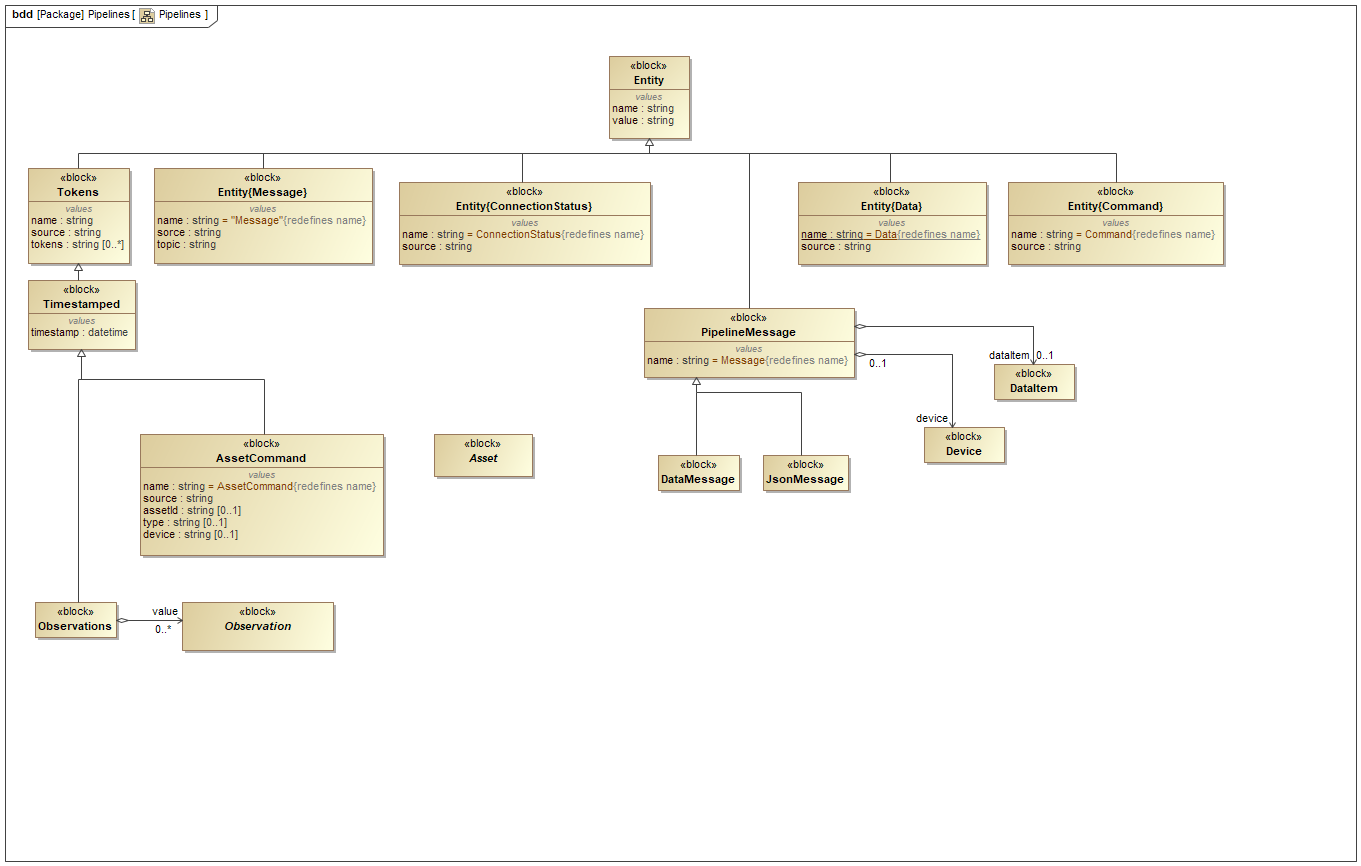 bdd [Package] Pipelines [ Pipelines ]
«block»
Entity
values
name : string
value : string
«block»
Tokens
values
name : string
source : string
tokens : string [0..*]
«block»
Entity{Message}
values
name : string = "Message"{redefines name}
sorce : string
topic : string
«block»
Entity{ConnectionStatus}
values
name : string = ConnectionStatus{redefines name}
source : string
«block»
Entity{Data}
values
name : string = Data{redefines name}
source : string
«block»
Entity{Command}
values
name : string = Command{redefines name}
source : string
«block»
Timestamped
values
timestamp : datetime
«block»
PipelineMessage
values
name : string = Message{redefines name}
dataItem 0..1
0..1
«block»
DataItem
device
«block»
Device
«block»
AssetCommand
values
name : string = AssetCommand{redefines name}
source : string
assetId : string [0..1]
type : string [0..1]
device : string [0..1]
«block»
Asset
«block»
DataMessage
«block»
JsonMessage
«block»
Observations
value
0..*
«block»
Observation